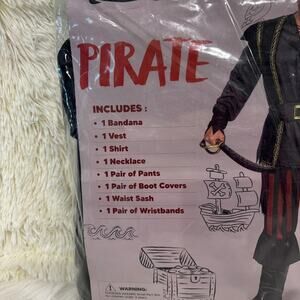 PIRATE
INCLUDES :
• 1 Bandana
• 1 Vest
• 1 Shirt
• 1 Necklace
• 1 Pair of Pants
• 1 Pair of Boot Covers
• 1 Waist Sash
• 1 Pair of Wristbands
WARNING: